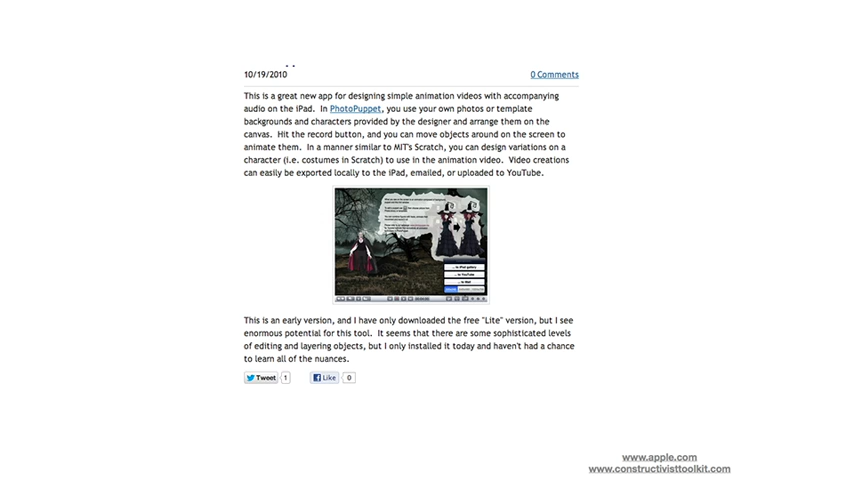 10/19/2010
0 Comments
This is a great new app for designing simple animation videos with accompanying
audio on the iPad. In PhotoPuppet, you use your own photos or template
backgrounds and characters provided by the designer and arrange them on the
canvas. Hit the record button, and you can move objects around on the screen to
animate them. In a manner similar to MIT's Scratch, you can design variations on a
character (i.e. costumes in Scratch) to use in the animation video. Video creations
can easily be exported locally to the iPad, emailed, or uploaded to YouTube.
... to iPad gallery
... to YouTube
... to Mail
This is an early version, and I have only downloaded the free "Lite" version, but I see
enormous potential for this tool. It seems that there are some sophisticated levels
of editing and layering objects, but I only installed it today and haven't had a chance
to learn all of the nuances.
Tweet 1 Like 0
www.apple.com
www.constructivisttoolkit.com